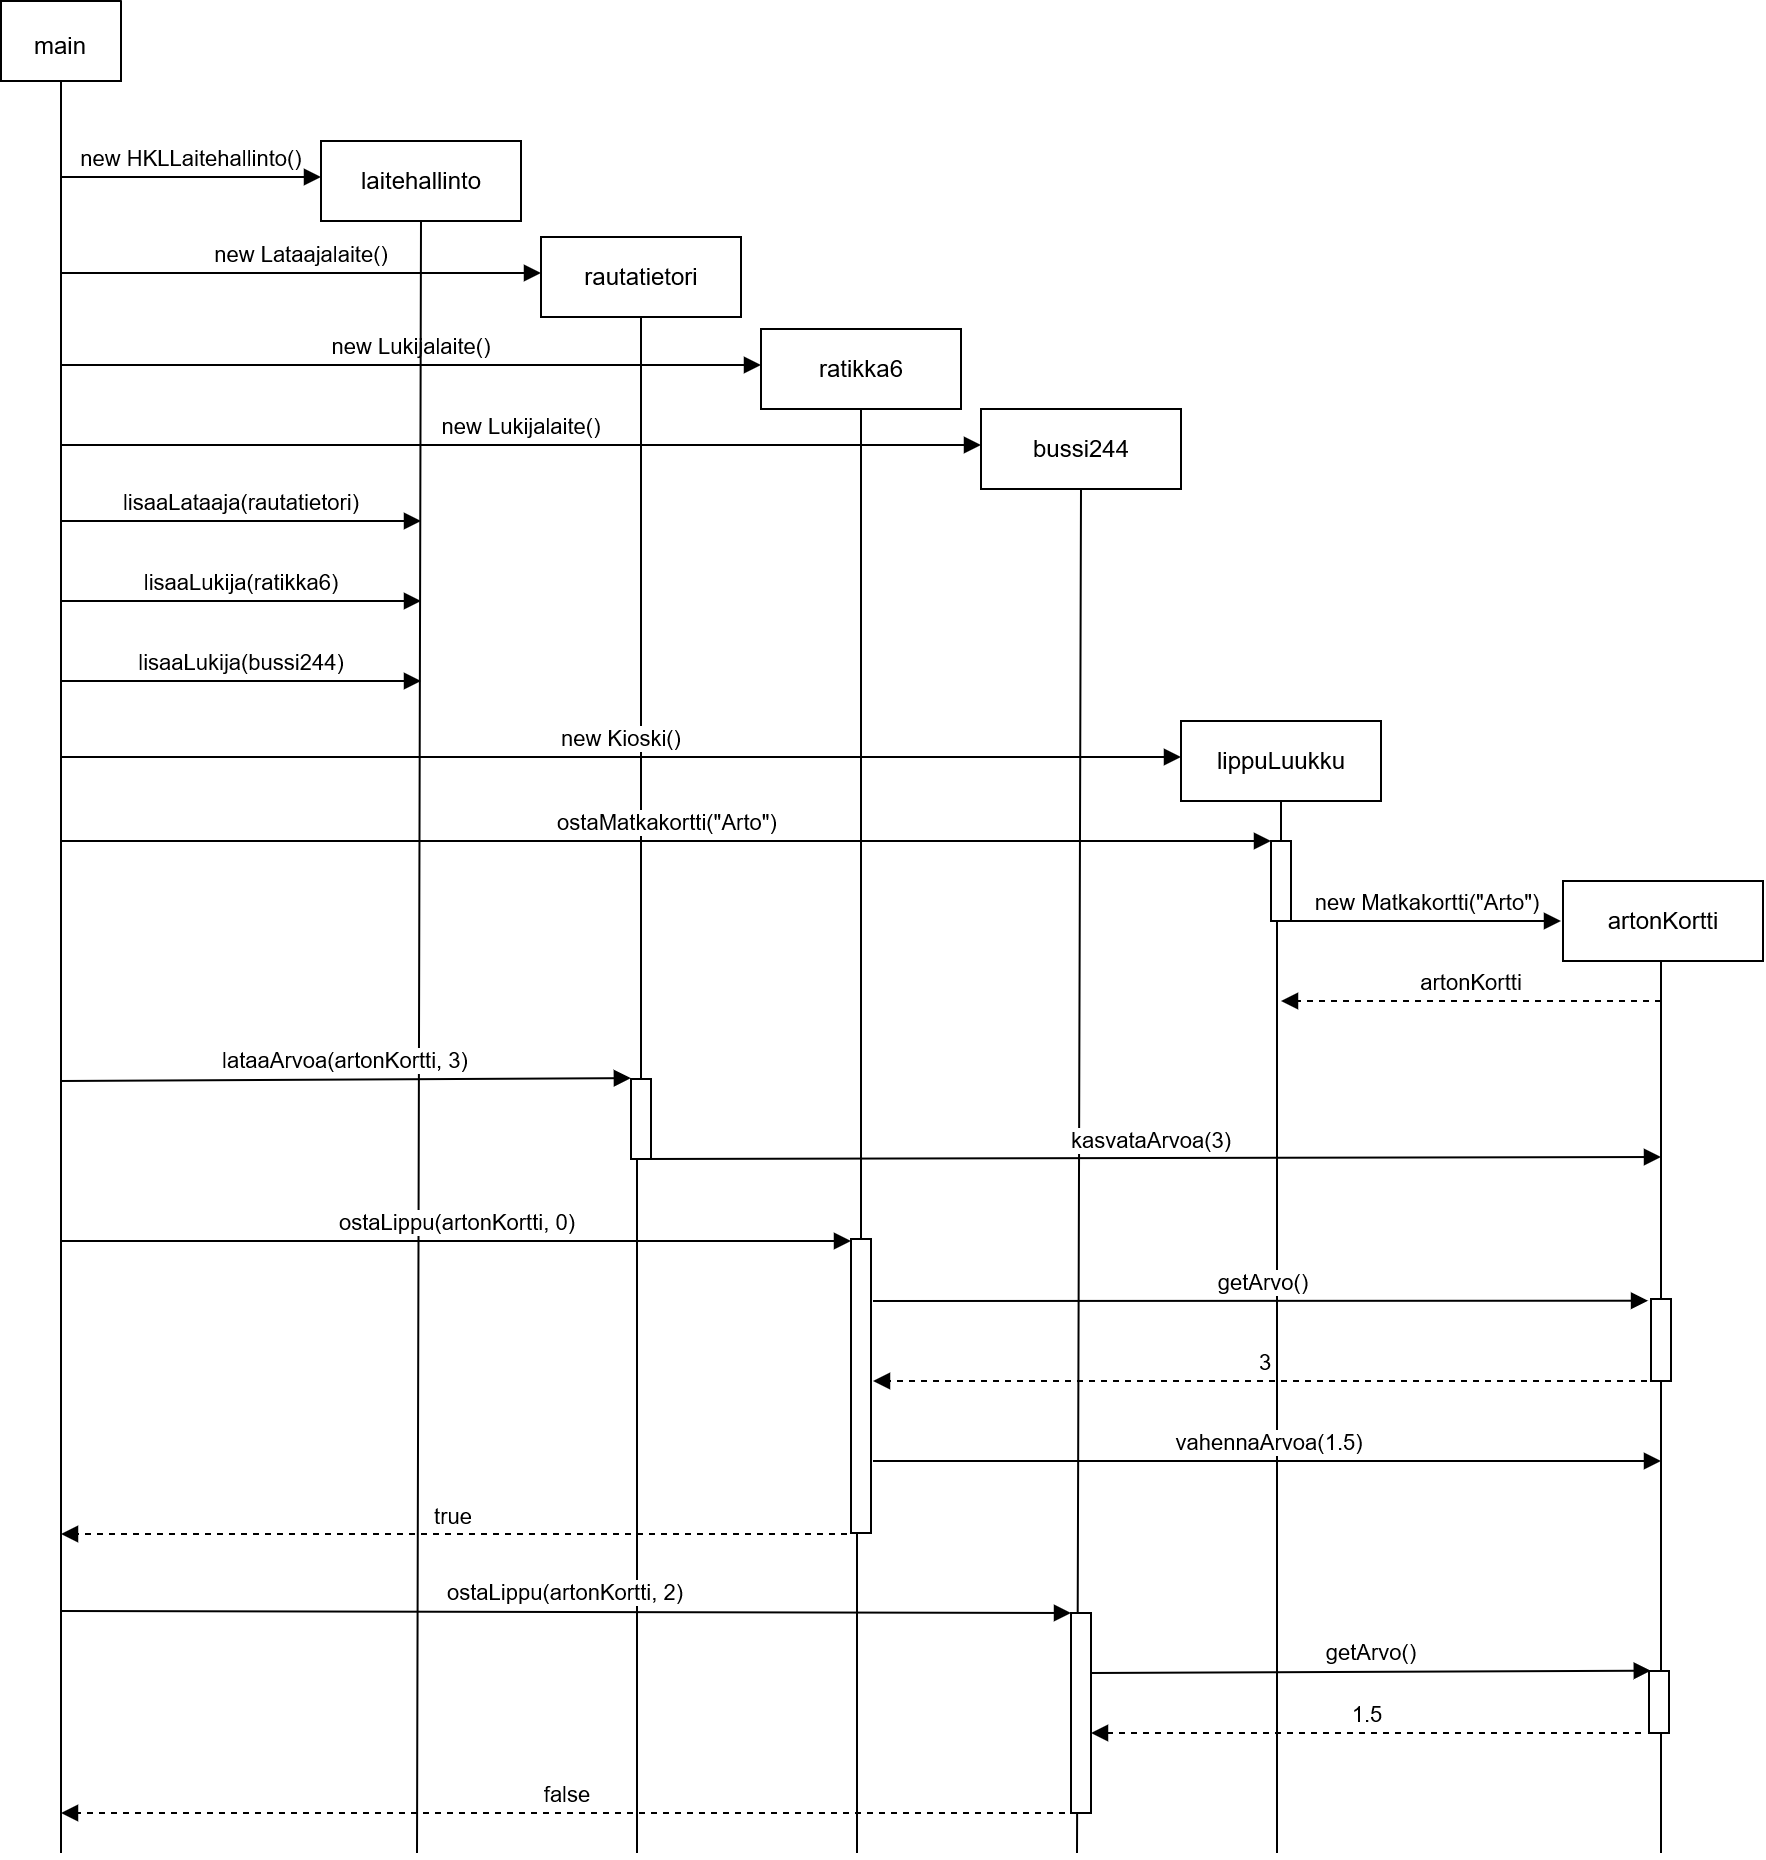 main
new HKLLaitehallinto()
laitehallinto
new Lataajalaite()
rautatietori
new Lukijalaite()
ratikka6
new Lukijalaite()
bussi244
lisaaLataaja(rautatietori)
lisaaLukija(ratikka6)
lisaaLukija(bussi244)
new Kioski()
lippuLuukku
ostaMatkakortti("Arto")
new Matkakortti("Arto")
artonKortti
artonKortti
lataaArvoa(artonKortti, 3)
kasvataArvoa(3)
ostaLippu(artonKortti, 0)
getArvo()
3
vahennaArvoa(1.5)
true
ostaLippu(artonKortti, 2)
getArvo()
1.5
false